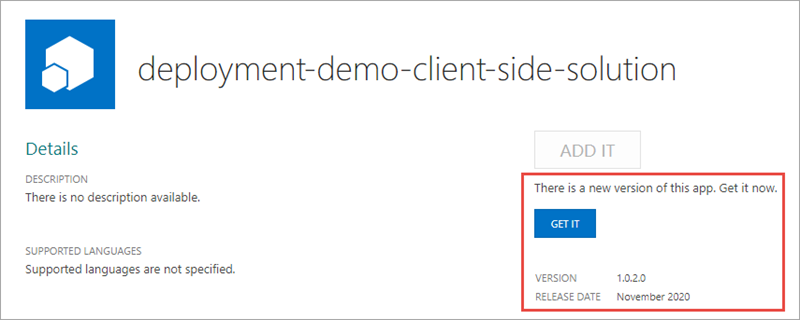 deployment-demo-client-side-solution
Details
DESCRIPTION
There is no description available.
SUPPORTED LANGUAGES
Supported languages are not specified.
ADD IT
There is a new version of this app. Get it now.
GET IT
VERSION 1.0.2.0
RELEASE DATE November 2020